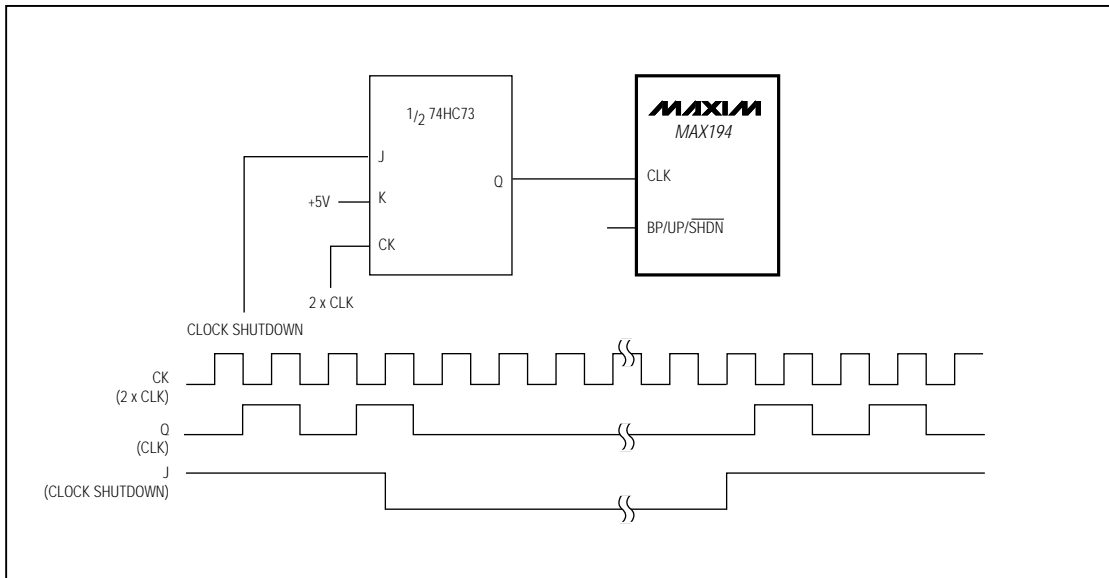 1/2 74HC73
J
K
CK
Q
+5V
2 x CLK
CLOCK SHUTDOWN
MAXIM
MAX194
CLK
BP/UP/SHDN
CK
(2 x CLK)
Q
(CLK)
J
(CLOCK SHUTDOWN)